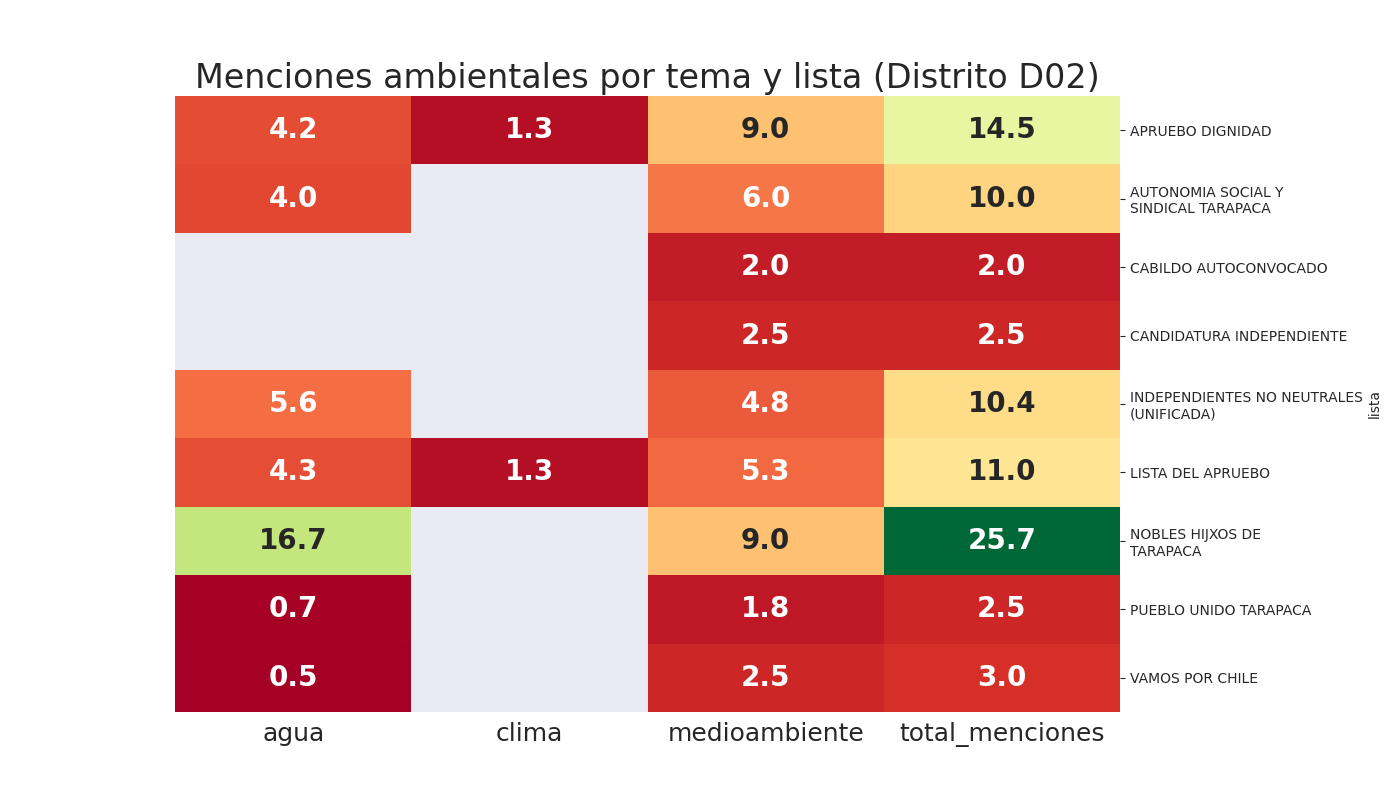 Menciones ambientales por tema y lista (Distrito D02)
4.2 1.3 9.0 14.5 APRUEBO DIGNIDAD
4.0 6.0 10.0 AUTONOMIA SOCIAL Y
SINDICAL TARAPACA
2.0 2.0 CABILDO AUTOCONVOCADO
2.5 2.5 CANDIDATURA INDEPENDIENTE
5.6 4.8 10.4 INDEPENDIENTES NO NEUTRALES
(UNIFICADA)
lista
4.3 1.3 5.3 11.0 LISTA DEL APRUEBO
16.7 9.0 25.7 NOBLES HIJXOS DE
TARAPACA
0.7 1.8 2.5 PUEBLO UNIDO TARAPACA
0.5 2.5 3.0 VAMOS POR CHILE
agua clima medioambiente total_menciones